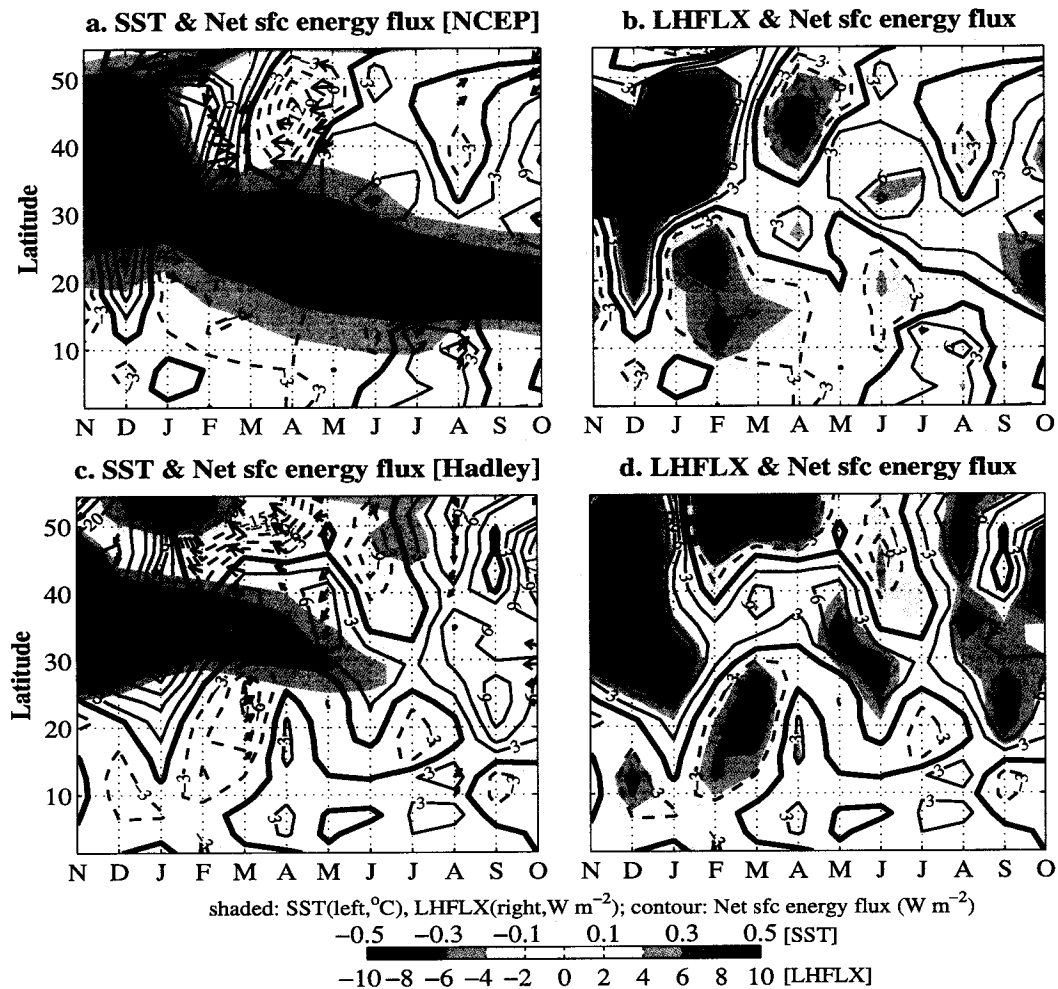 a. SST & Net sfc energy flux [NCEP]
b. LHFLX & Net sfc energy flux
Latitude
50
40
30
20
10
N D J F M A M J J A S O
N D J F M A M J J A S O
c. SST & Net sfc energy flux [Hadley]
d. LHFLX & Net sfc energy flux
Latitude
50
40
30
20
10
N D J F M A M J J A S O
N D J F M A M J J A S O
shaded: SST(left,°C), LHFLX(right,W m⁻²); contour: Net sfc energy flux (W m⁻²)
−0.5 −0.3 −0.1 0.1 0.3 0.5 [SST]
−10 −8 −6 −4 −2 0 2 4 6 8 10 [LHFLX]